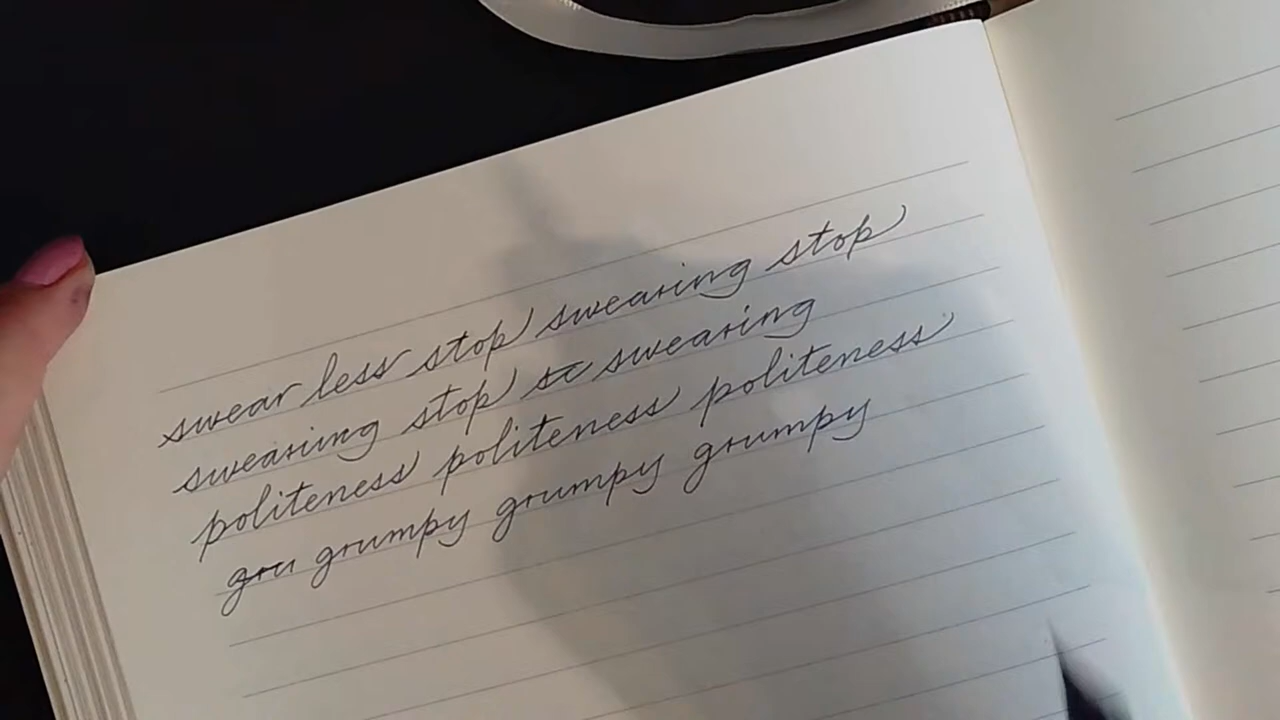 swear less stop swearing stop
swearing stop sc swearing
politeness politeness politeness
gru grumpy grumpy grumpy